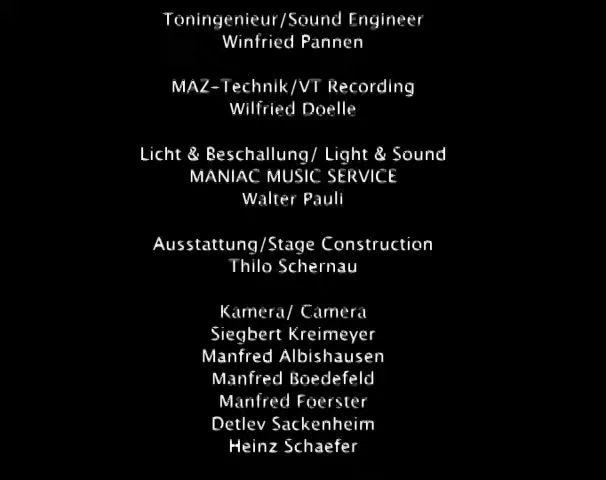 Toningenieur/Sound Engineer
Winfried Pannen
MAZ-Technik/VT Recording
Wilfried Doelle
Licht & Beschallung/ Light & Sound
MANIAC MUSIC SERVICE
Walter Pauli
Ausstattung/Stage Construction
Thilo Schernau
Kamera/ Camera
Siegbert Kreimeyer
Manfred Albishausen
Manfred Boedefeld
Manfred Foerster
Detlev Sackenheim
Heinz Schaefer